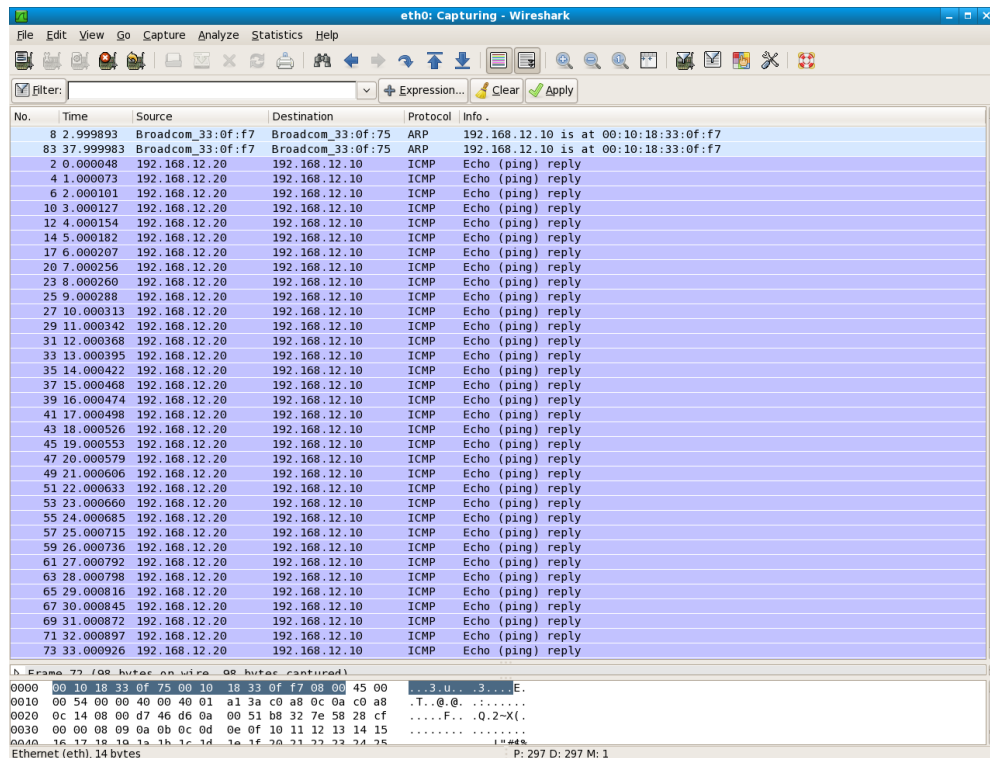 eth0: Capturing - Wireshark
File Edit View Go Capture Analyze Statistics Help
Filter: Expression... Clear Apply
No. Time Source Destination Protocol Info .
8 2.999893 Broadcom_33:0f:f7 Broadcom_33:0f:75 ARP 192.168.12.10 is at 00:10:18:33:0f:f7
83 37.999983 Broadcom_33:0f:f7 Broadcom_33:0f:75 ARP 192.168.12.10 is at 00:10:18:33:0f:f7
2 0.000048 192.168.12.20 192.168.12.10 ICMP Echo (ping) reply
4 1.000073 192.168.12.20 192.168.12.10 ICMP Echo (ping) reply
6 2.000101 192.168.12.20 192.168.12.10 ICMP Echo (ping) reply
10 3.000127 192.168.12.20 192.168.12.10 ICMP Echo (ping) reply
12 4.000154 192.168.12.20 192.168.12.10 ICMP Echo (ping) reply
14 5.000182 192.168.12.20 192.168.12.10 ICMP Echo (ping) reply
17 6.000207 192.168.12.20 192.168.12.10 ICMP Echo (ping) reply
20 7.000256 192.168.12.20 192.168.12.10 ICMP Echo (ping) reply
23 8.000260 192.168.12.20 192.168.12.10 ICMP Echo (ping) reply
25 9.000288 192.168.12.20 192.168.12.10 ICMP Echo (ping) reply
27 10.000313 192.168.12.20 192.168.12.10 ICMP Echo (ping) reply
29 11.000342 192.168.12.20 192.168.12.10 ICMP Echo (ping) reply
31 12.000368 192.168.12.20 192.168.12.10 ICMP Echo (ping) reply
33 13.000395 192.168.12.20 192.168.12.10 ICMP Echo (ping) reply
35 14.000422 192.168.12.20 192.168.12.10 ICMP Echo (ping) reply
37 15.000468 192.168.12.20 192.168.12.10 ICMP Echo (ping) reply
39 16.000474 192.168.12.20 192.168.12.10 ICMP Echo (ping) reply
41 17.000498 192.168.12.20 192.168.12.10 ICMP Echo (ping) reply
43 18.000526 192.168.12.20 192.168.12.10 ICMP Echo (ping) reply
45 19.000553 192.168.12.20 192.168.12.10 ICMP Echo (ping) reply
47 20.000579 192.168.12.20 192.168.12.10 ICMP Echo (ping) reply
49 21.000606 192.168.12.20 192.168.12.10 ICMP Echo (ping) reply
51 22.000633 192.168.12.20 192.168.12.10 ICMP Echo (ping) reply
53 23.000660 192.168.12.20 192.168.12.10 ICMP Echo (ping) reply
55 24.000685 192.168.12.20 192.168.12.10 ICMP Echo (ping) reply
57 25.000715 192.168.12.20 192.168.12.10 ICMP Echo (ping) reply
59 26.000736 192.168.12.20 192.168.12.10 ICMP Echo (ping) reply
61 27.000792 192.168.12.20 192.168.12.10 ICMP Echo (ping) reply
63 28.000798 192.168.12.20 192.168.12.10 ICMP Echo (ping) reply
65 29.000816 192.168.12.20 192.168.12.10 ICMP Echo (ping) reply
67 30.000845 192.168.12.20 192.168.12.10 ICMP Echo (ping) reply
69 31.000872 192.168.12.20 192.168.12.10 ICMP Echo (ping) reply
71 32.000897 192.168.12.20 192.168.12.10 ICMP Echo (ping) reply
73 33.000926 192.168.12.20 192.168.12.10 ICMP Echo (ping) reply
Frame 72 (98 bytes on wire, 98 bytes captured)
0000 00 10 18 33 0f 75 00 10 18 33 0f f7 08 00 45 00 ...3.u.. .3....E.
0010 00 54 00 00 40 00 40 01 a1 3a c0 a8 0c 0a c0 a8 .T..@.@. .:......
0020 0c 14 08 00 d7 46 d6 0a 00 51 b8 32 7e 58 28 cf .....F.. .Q.2~X(.
0030 00 00 08 09 0a 0b 0c 0d 0e 0f 10 11 12 13 14 15 ........ ........
0040 16 17 18 19 1a 1b 1c 1d 1e 1f 20 21 22 23 24 25
Ethernet (eth), 14 bytes P: 297 D: 297 M: 1